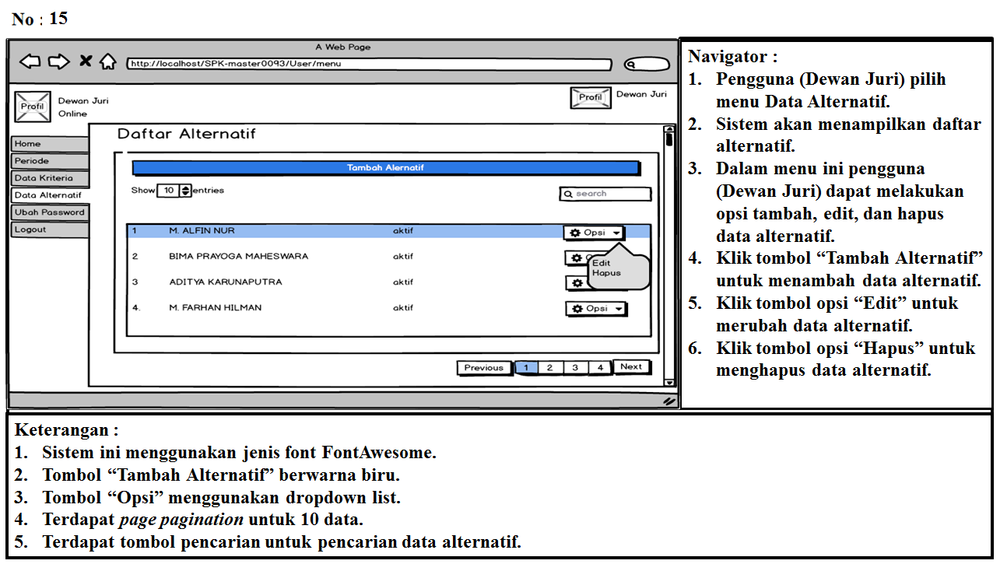 No : 15
A Web Page
http://localhost/SPK-master0093/User/menu
Profil
Dewan Juri
Online
Profil
Dewan Juri
Home
Periode
Data Kriteria
Data Alternatif
Ubah Password
Logout
Daftar Alternatif
Tambah Alernatif
Show 10 entries
search
1 M. ALFIN NUR aktif Opsi
2 BIMA PRAYOGA MAHESWARA aktif
3 ADITYA KARUNAPUTRA aktif
4. M. FARHAN HILMAN aktif Opsi
Edit
Hapus
Previous 1 2 3 4 Next
Navigator :
1. Pengguna (Dewan Juri) pilih
menu Data Alternatif.
2. Sistem akan menampilkan daftar
alternatif.
3. Dalam menu ini pengguna
(Dewan Juri) dapat melakukan
opsi tambah, edit, dan hapus
data alternatif.
4. Klik tombol “Tambah Alternatif”
untuk menambah data alternatif.
5. Klik tombol opsi “Edit” untuk
merubah data alternatif.
6. Klik tombol opsi “Hapus” untuk
menghapus data alternatif.
Keterangan :
1. Sistem ini menggunakan jenis font FontAwesome.
2. Tombol “Tambah Alternatif” berwarna biru.
3. Tombol “Opsi” menggunakan dropdown list.
4. Terdapat page pagination untuk 10 data.
5. Terdapat tombol pencarian untuk pencarian data alternatif.